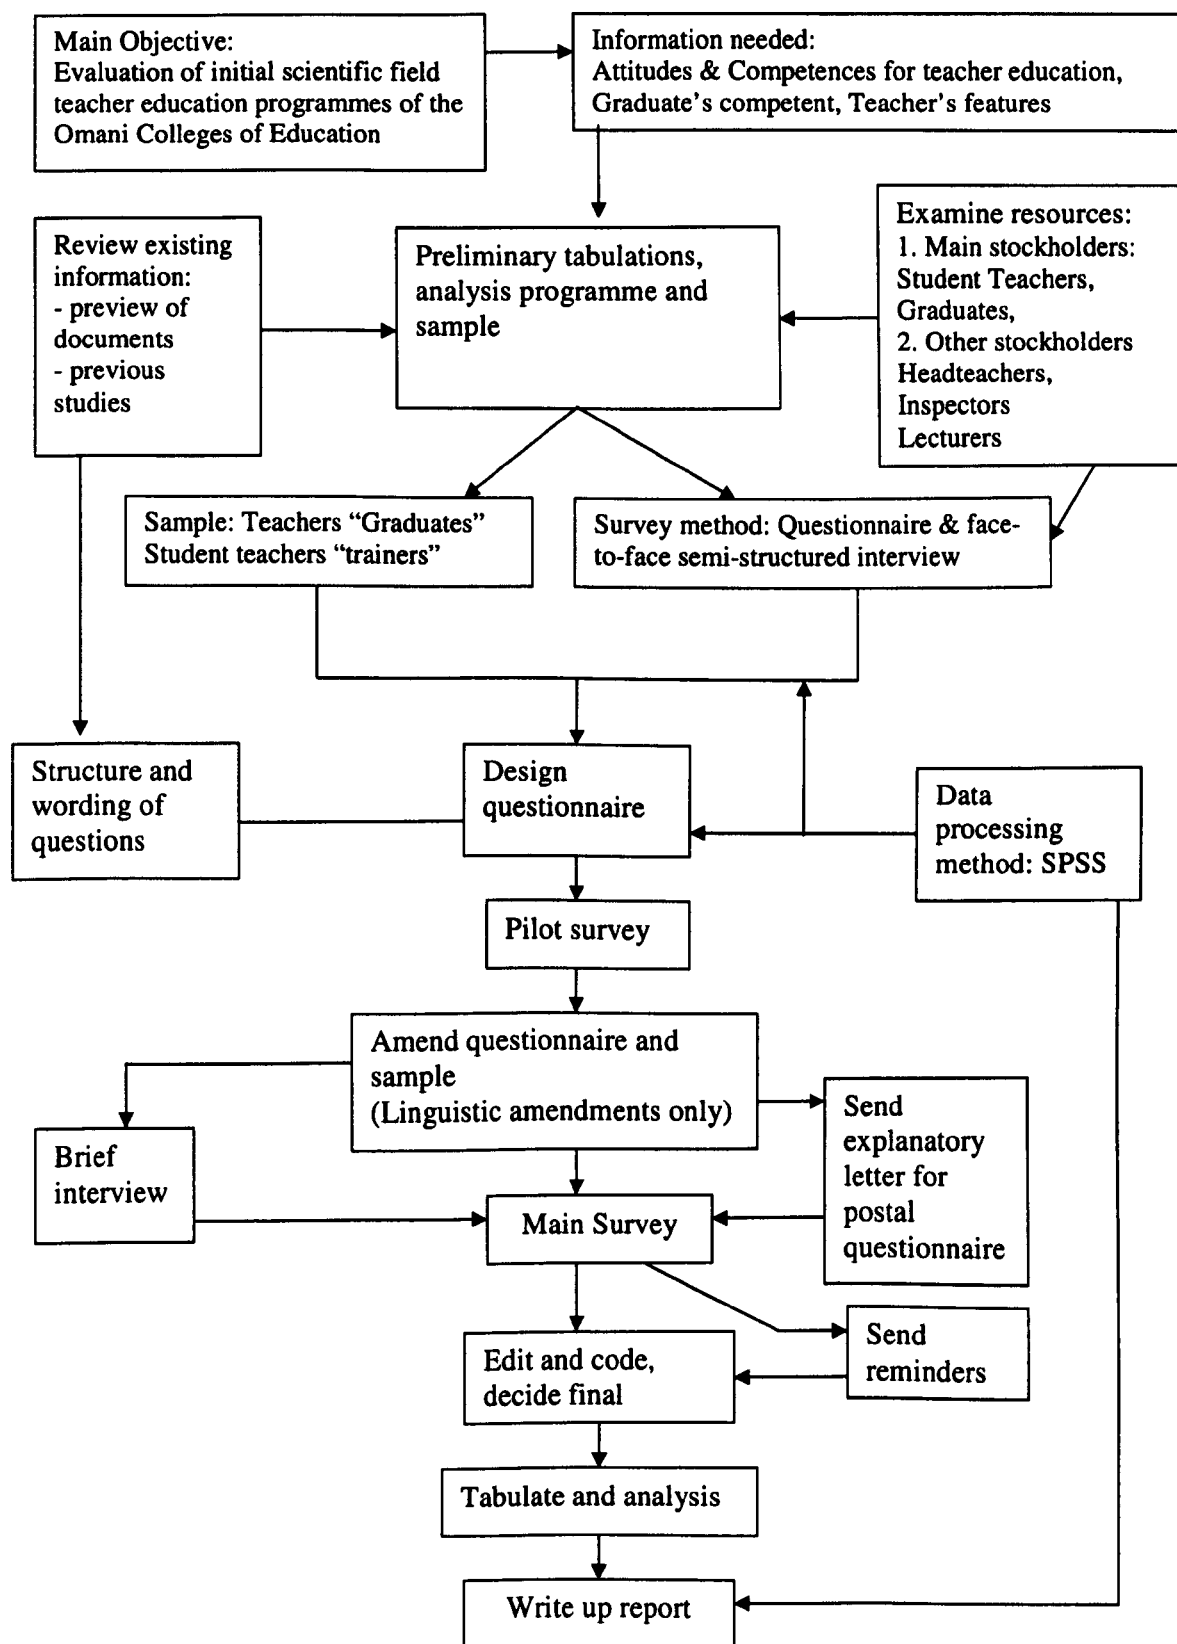 Main Objective:
Evaluation of initial scientific field
teacher education programmes of the
Omani Colleges of Education
Information needed:
Attitudes & Competences for teacher education,
Graduate's competent, Teacher's features
Review existing
information:
- preview of
documents
- previous
studies
Preliminary tabulations,
analysis programme and
sample
Examine resources:
1. Main stockholders:
Student Teachers,
Graduates,
2. Other stockholders
Headteachers,
Inspectors
Lecturers
Sample: Teachers “Graduates”
Student teachers “trainers”
Survey method: Questionnaire & face-
to-face semi-structured interview
Structure and
wording of
questions
Design
questionnaire
Data
processing
method: SPSS
Pilot survey
Amend questionnaire and
sample
(Linguistic amendments only)
Brief
interview
Send
explanatory
letter for
postal
questionnaire
Main Survey
Send
reminders
Edit and code,
decide final
Tabulate and analysis
Write up report